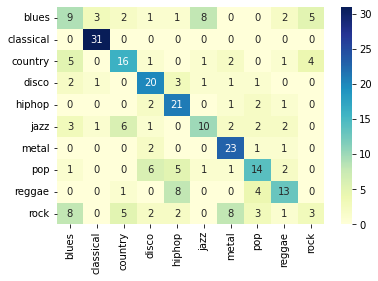 blues 9 3 2 1 1 8 0 0 2 5
classical 0 31 0 0 0 0 0 0 0 0
country 5 0 16 1 0 1 2 0 1 4
disco 2 1 0 20 3 1 1 1 0 0
hiphop 0 0 0 2 21 0 1 2 1 0
jazz 3 1 6 1 0 10 2 2 2 0
metal 0 0 0 2 0 0 23 1 1 0
pop 1 0 0 6 5 1 1 14 2 0
reggae 0 0 1 0 8 0 0 4 13 0
rock 8 0 5 2 2 0 8 3 1 3
blues classical country disco hiphop jazz metal pop reggae rock
30
25
20
15
10
5
0